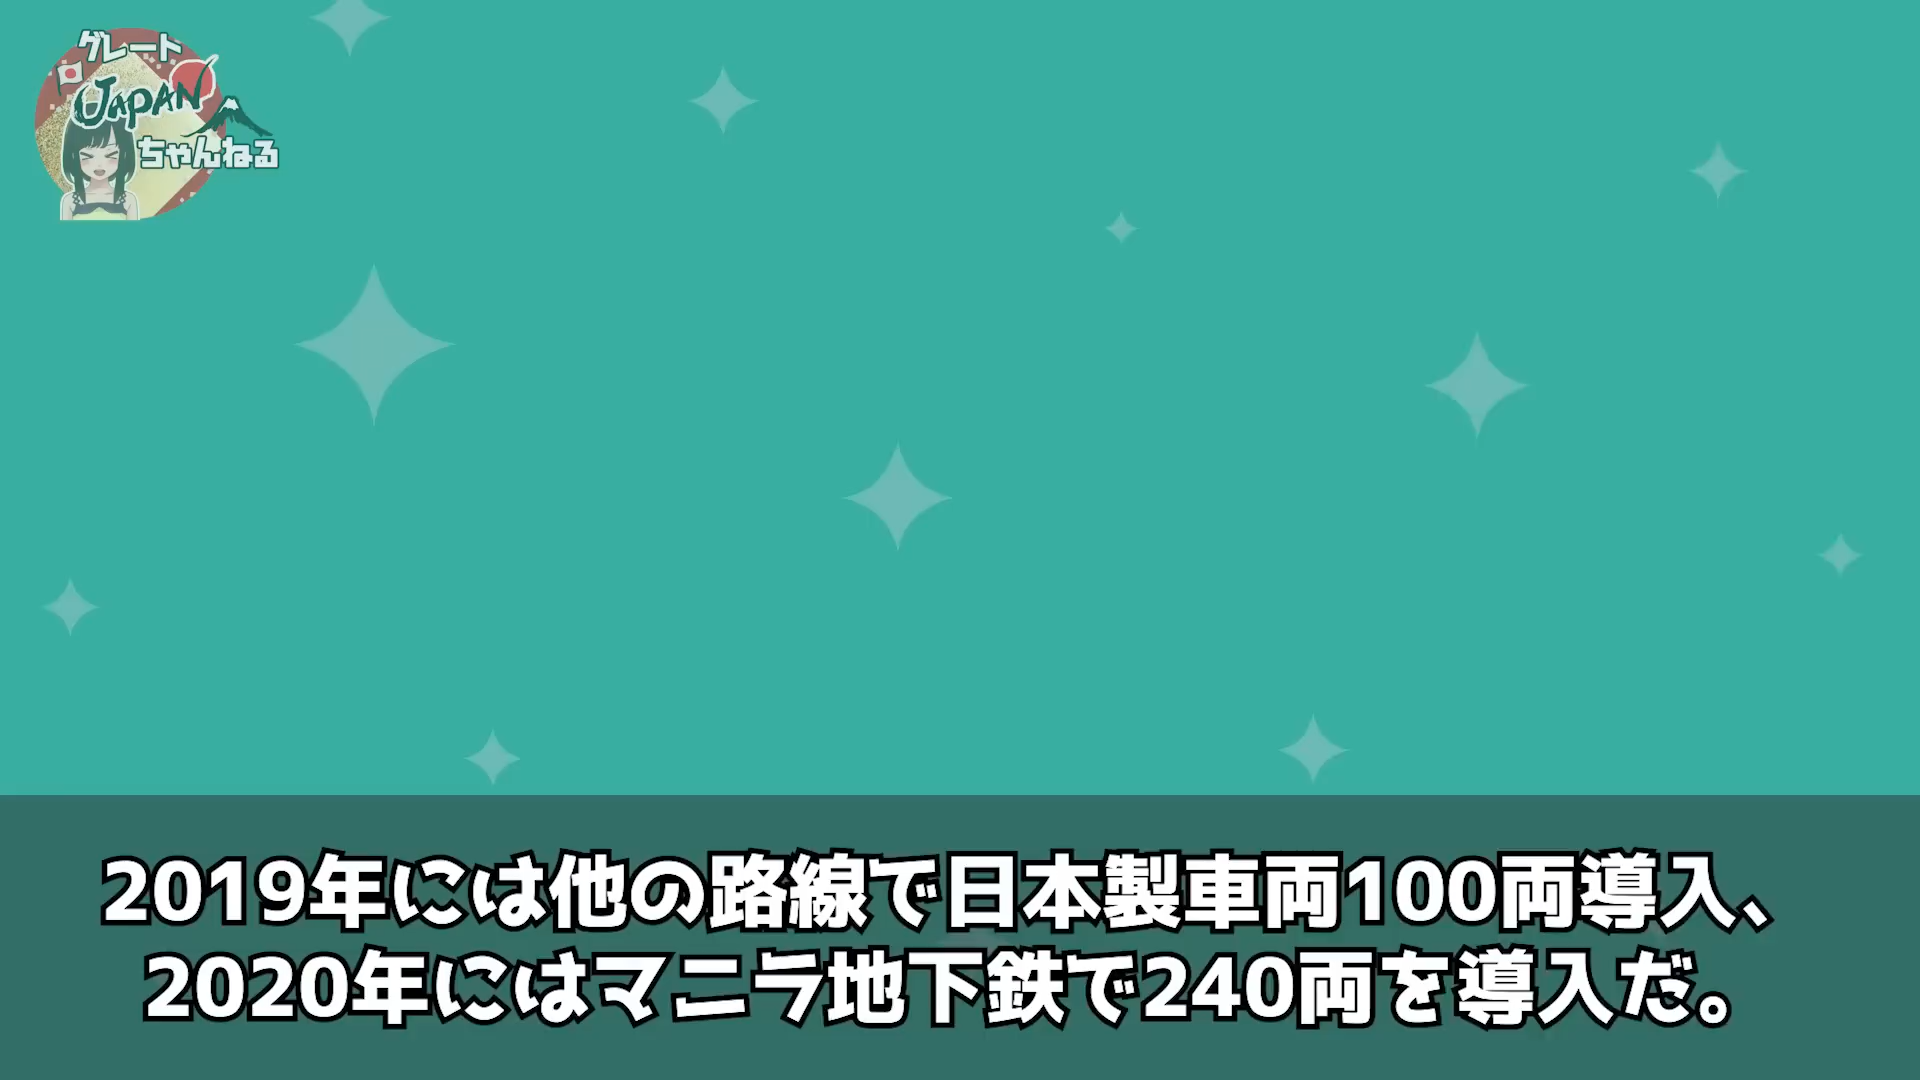 グレート
JAPAN
ちゃんねる
2019年には他の路線で日本製車両100両導入、
2020年にはマニラ地下鉄で240両を導入だ。